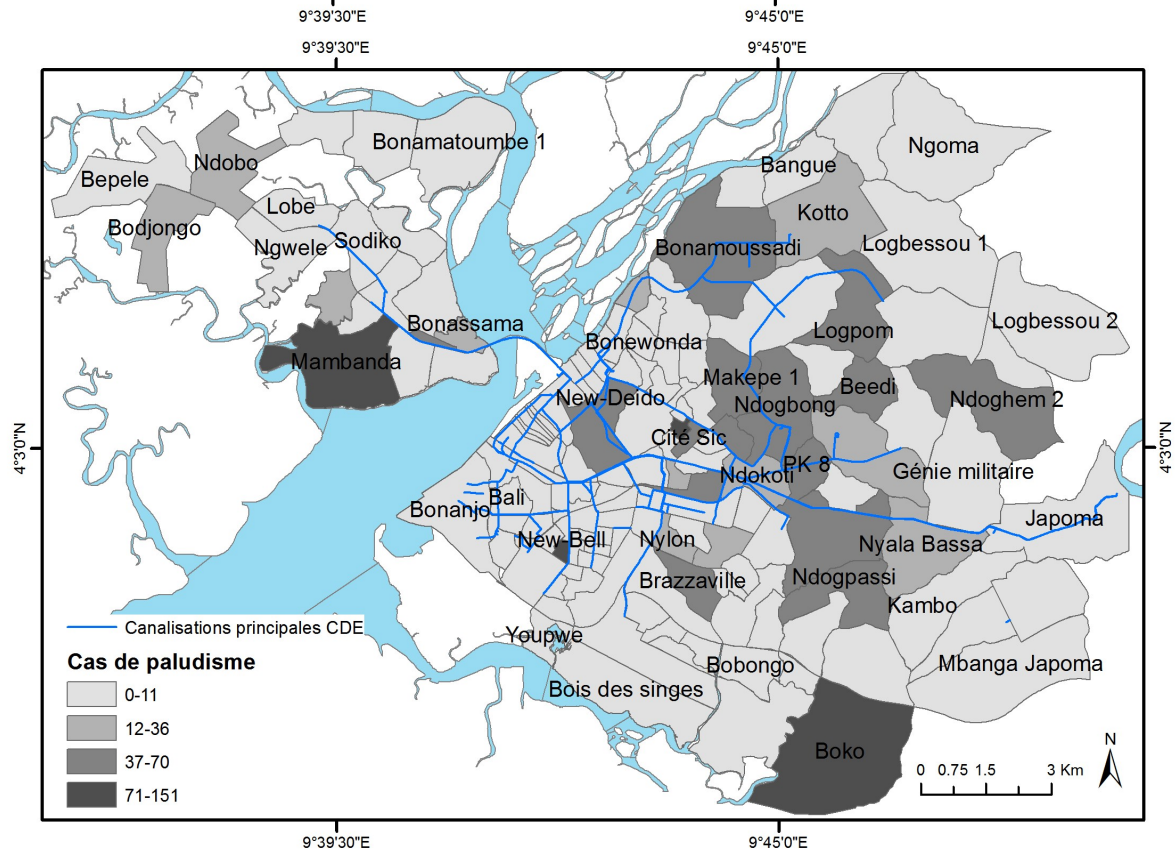 9°39'30"E 9°45'0"E
9°39'30"E 9°45'0"E
Ngoma
Bonamatoumbe 1
Bangue
Ndobo
Bepele
Lobe
Kotto
Bodjongo
Sodiko
Ngwele
Bonamoussadi
Logbessou 1
Logbessou 2
Bonassama
Logpom
Bonewonda
Mambanda
Makepe 1
Beedi
New-Deïdo
Ndogbong
Ndoghem 2
Cité Sic
4°3'0"N
4°3'0"N
PK 8
Ndokoti
Génie militaire
Bali
Bonanjo
Japoma
New-Bell
Nylon
Nyala Bassa
Brazzaville
Ndogpassi
Kambo
Youpwe
Bobongo
Mbanga Japoma
Bois des singes
Boko
Canalisations principales CDE
Cas de paludisme
0-11
12-36
37-70
71-151
N
0 0.75 1.5 3 Km
9°39'30"E 9°45'0"E